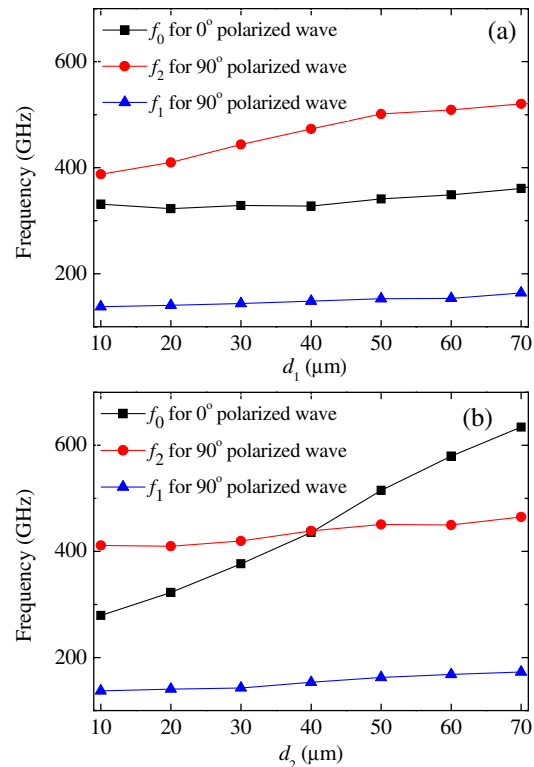 (a)
f₀ for 0° polarized wave
f₂ for 90° polarized wave
f₁ for 90° polarized wave
600
400
200
Frequency (GHz)
10 20 30 40 50 60 70
d₁ (μm)
(b)
f₀ for 0° polarized wave
f₂ for 90° polarized wave
f₁ for 90° polarized wave
600
400
200
Frequency (GHz)
10 20 30 40 50 60 70
d₂ (μm)